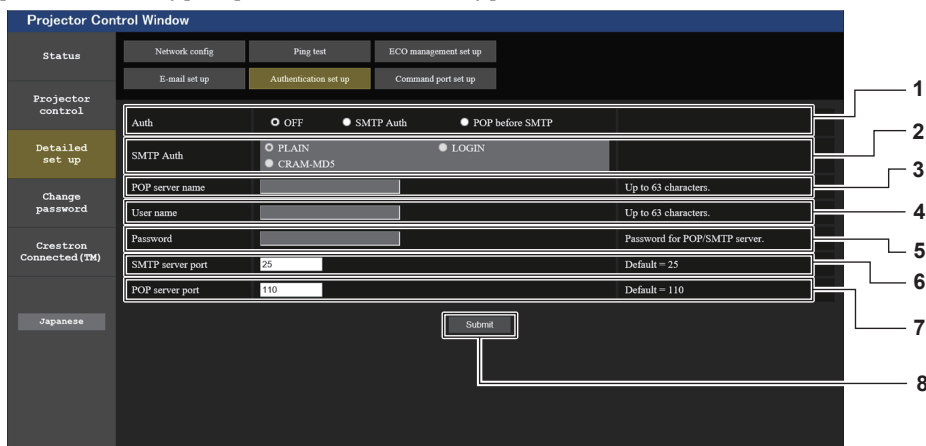 Projector Control Window
Status
Projector
control
Detailed
set up
Change
password
Crestron
Connected(TM)
Japanese
Network config
Ping test
ECO management set up
E-mail set up
Authentication set up
Command port set up
Auth
OFF
SMTP Auth
POP before SMTP
SMTP Auth
PLAIN
LOGIN
CRAM-MD5
POP server name
Up to 63 characters.
User name
Up to 63 characters.
Password
Password for POP/SMTP server.
SMTP server port
25
Default = 25
POP server port
110
Default = 110
Submit
1
2
3
4
5
6
7
8